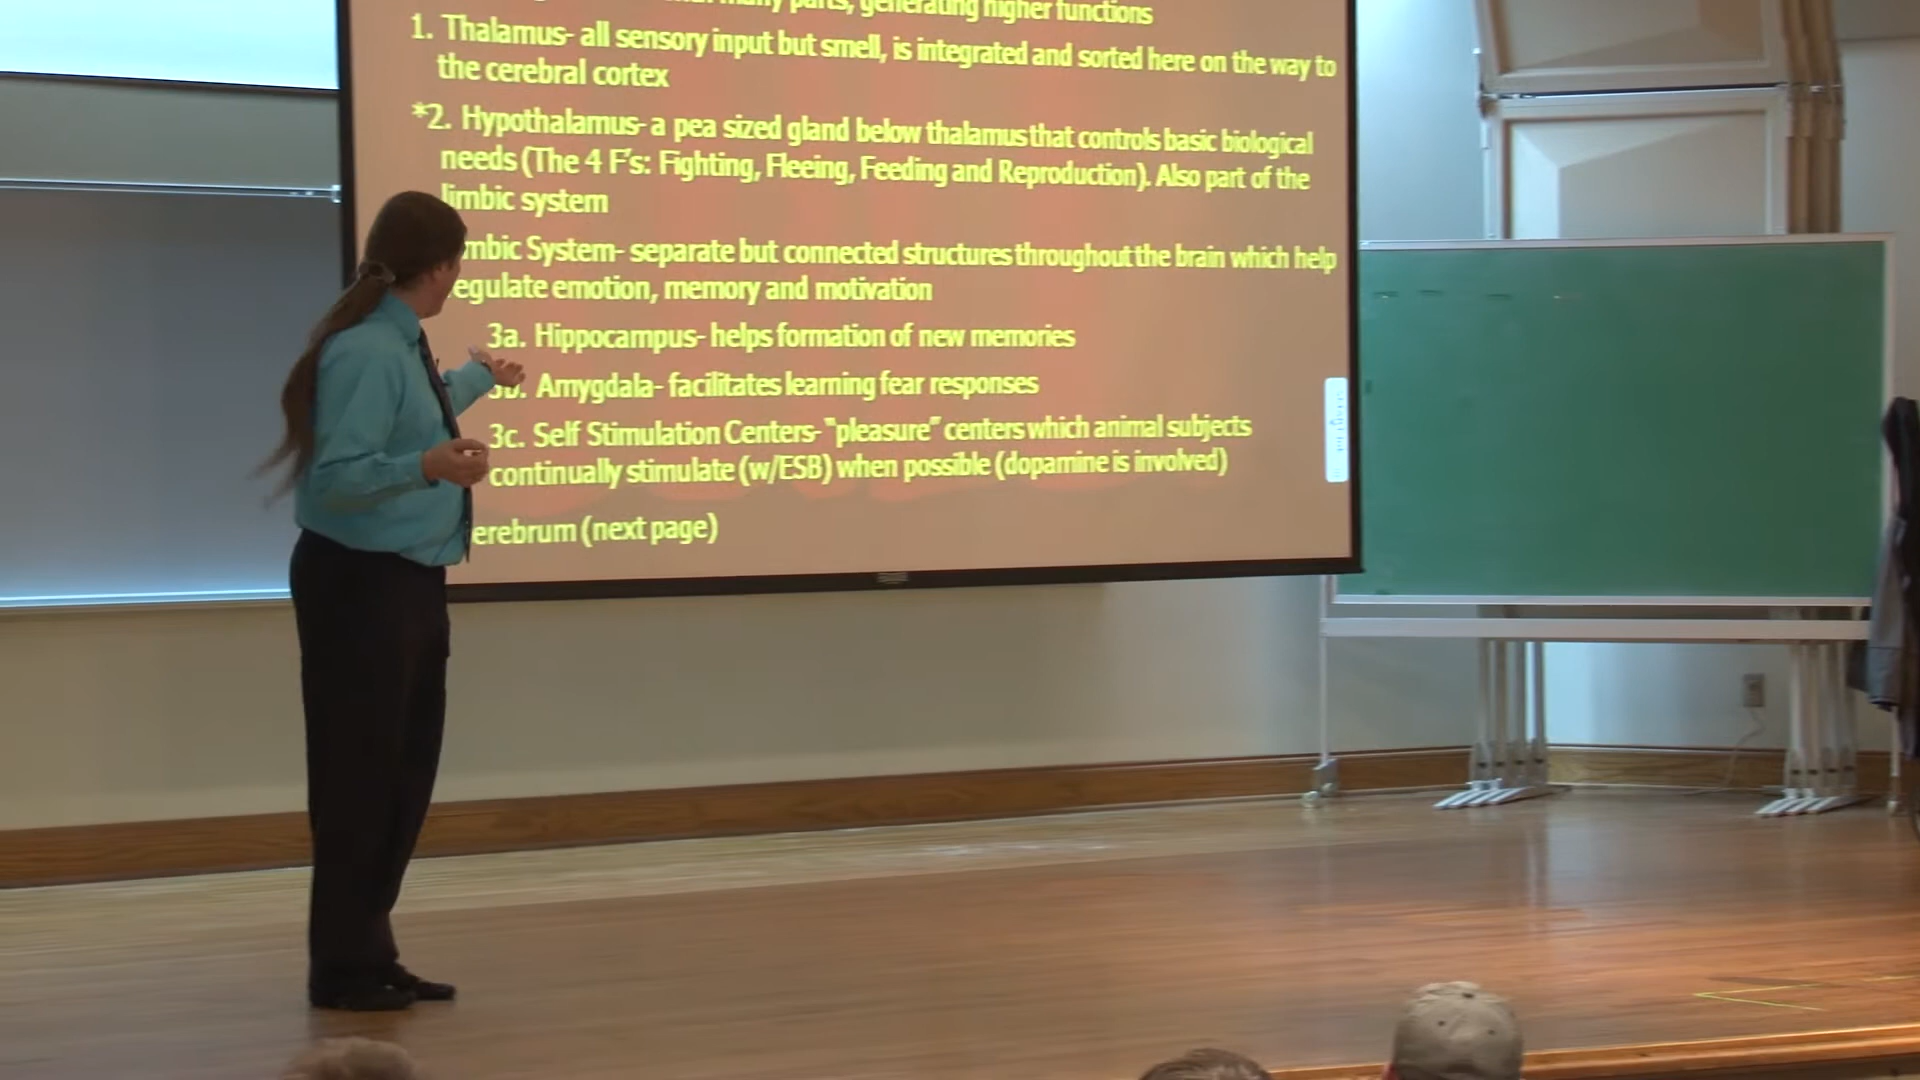 many parts, generating higher functions
1. Thalamus- all sensory input but smell, is integrated and sorted here on the way to
the cerebral cortex
*2. Hypothalamus- a pea sized gland below thalamus that controls basic biological
needs (The 4 F's: Fighting, Fleeing, Feeding and Reproduction). Also part of the
limbic system
mbic System- separate but connected structures throughout the brain which help
egulate emotion, memory and motivation
3a. Hippocampus- helps formation of new memories
3b. Amygdala- facilitates learning fear responses
3c. Self Stimulation Centers- "pleasure" centers which animal subjects
continually stimulate (w/ESB) when possible (dopamine is involved)
erebrum (next page)